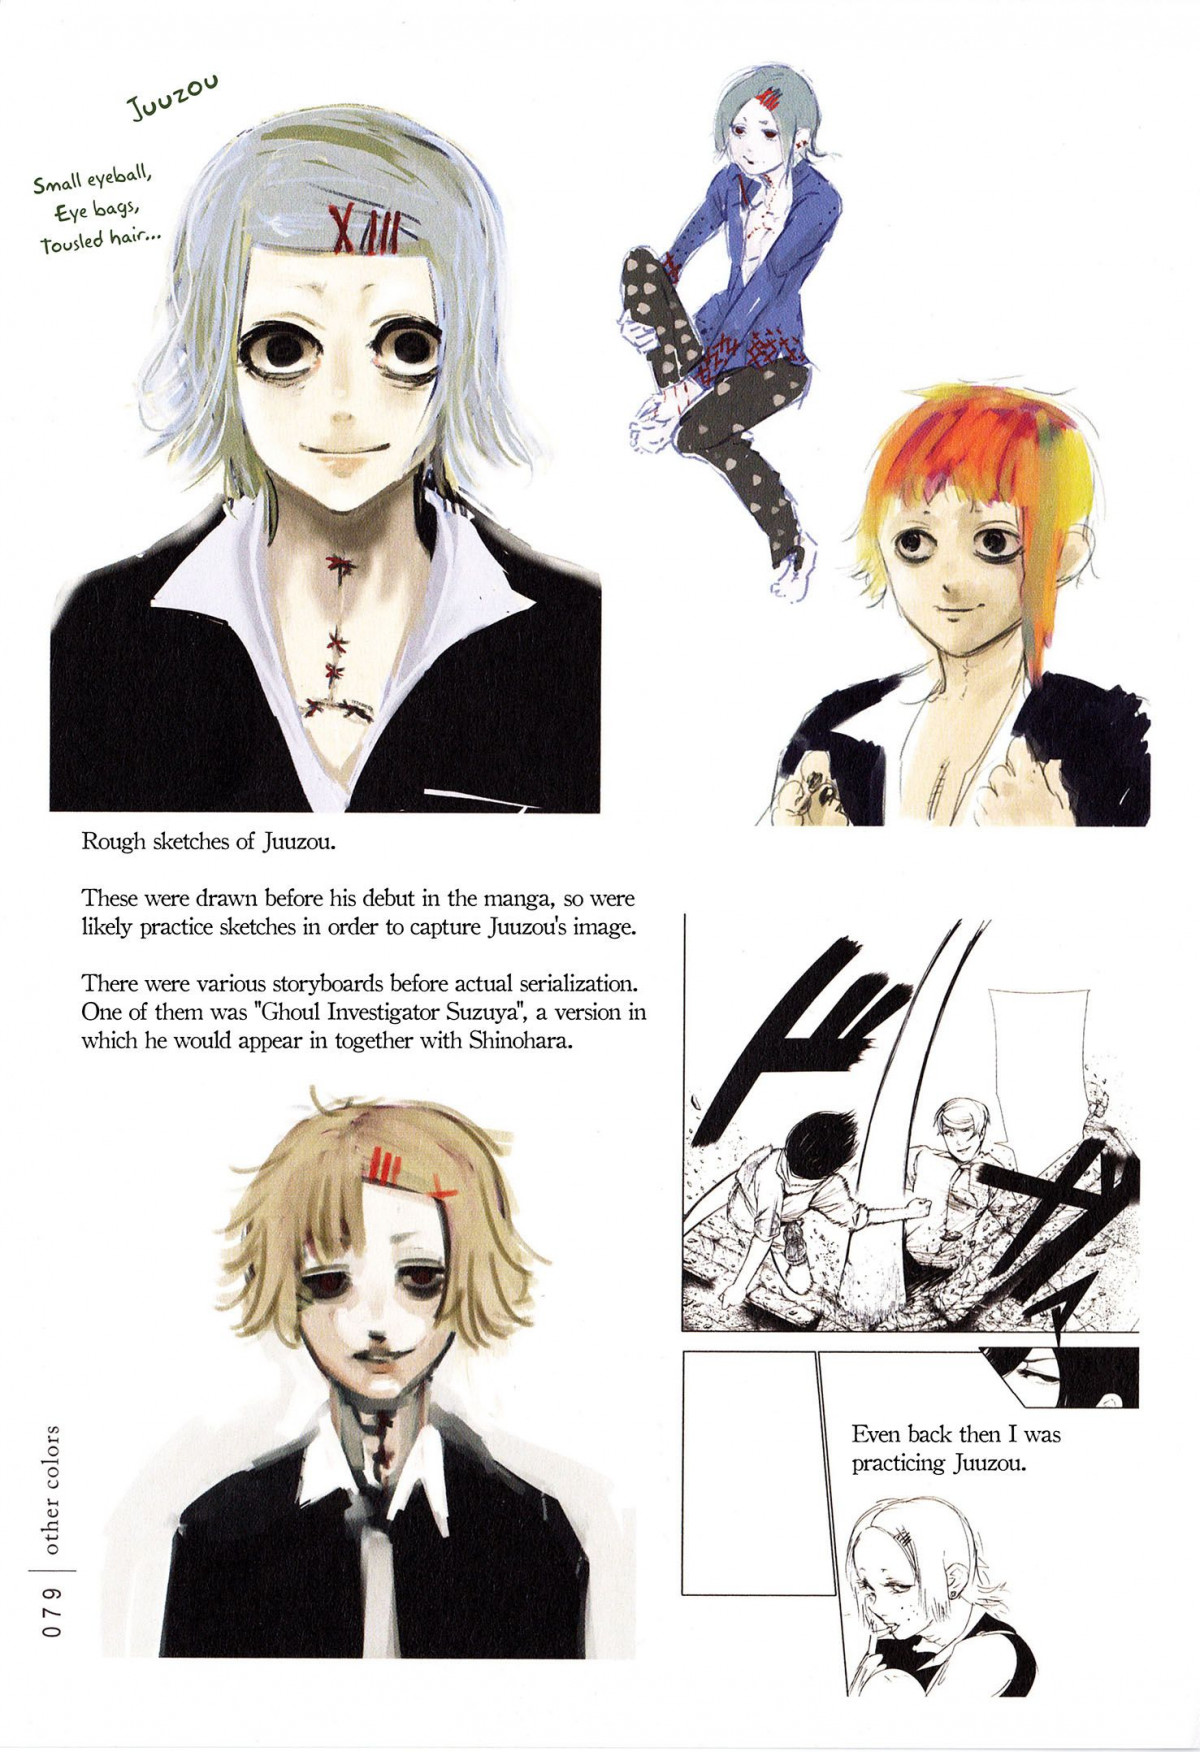 Juuzou
Small eyeball,
Eye bags,
Tousled hair...
Rough sketches of Juuzou.
These were drawn before his debut in the manga, so were
likely practice sketches in order to capture Juuzou's image.
There were various storyboards before actual serialization.
One of them was "Ghoul Investigator Suzuya", a version in
which he would appear in together with Shinohara.
ドガッ
Even back then I was
practicing Juuzou.
079 | other colors